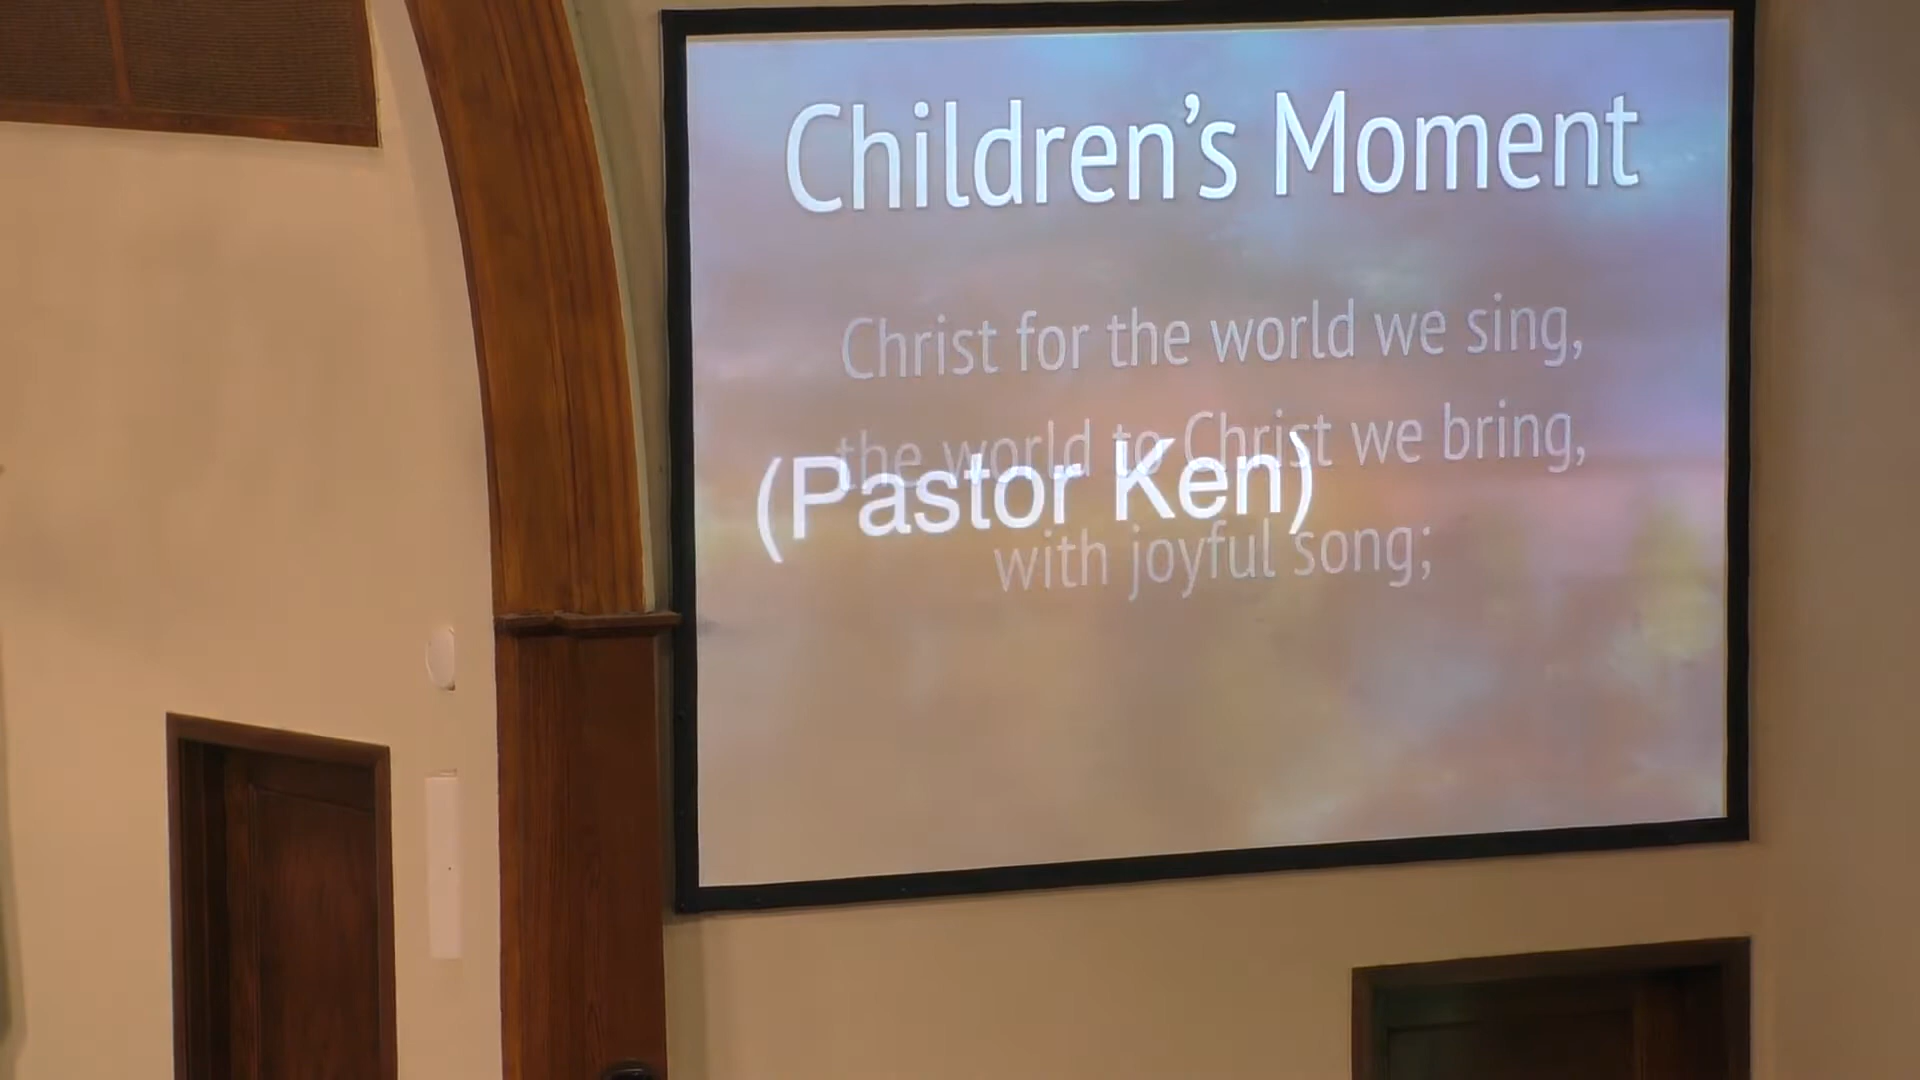 Children's Moment
Christ for the world we sing,
the world to Christ we bring,
(Pastor Ken)
with joyful song;